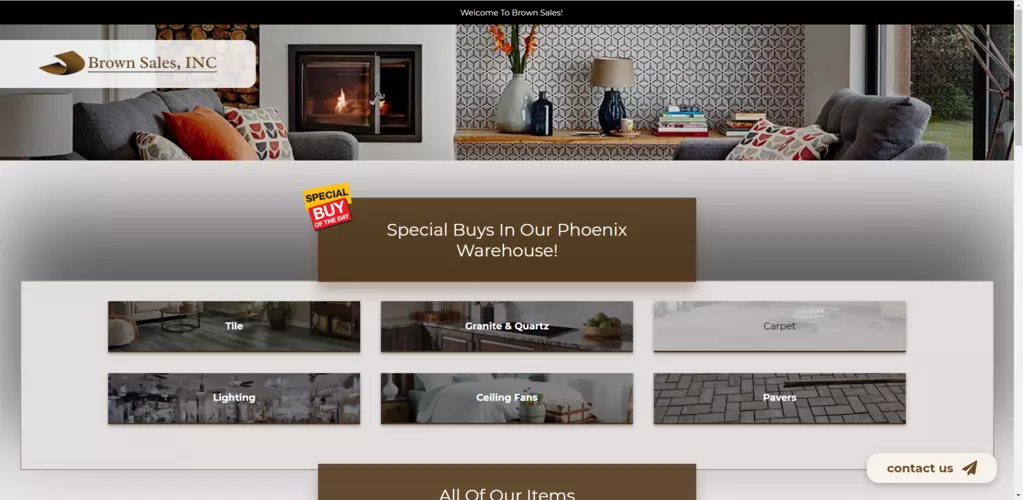 Welcome To Brown Sales!
Brown Sales, INC
SPECIAL
BUY
OF THE DAY
Special Buys In Our Phoenix
Warehouse!
Tile
Granite & Quartz
Carpet
Lighting
Ceiling Fans
Pavers
contact us
All Of Our Items